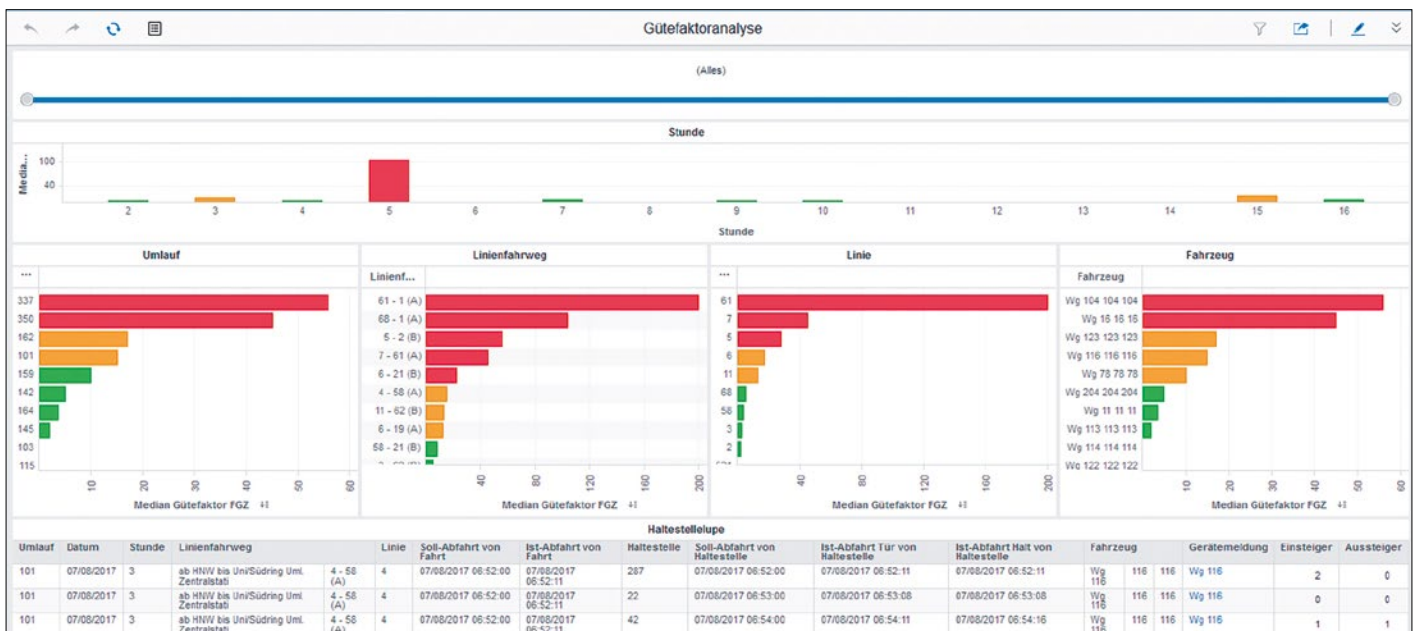 Gütefaktoranalyse
(Alles)
Stunde
Media...
100
40
2 3 4 5 6 7 8 9 10 11 12 13 14 15 16
Stunde
Umlauf
...
337
350
162
101
159
142
164
145
103
115
10 20 30 40 50 60
Median Gütefaktor FGZ
Linienfahrweg
Linienf...
61 - 1 (A)
68 - 1 (A)
5 - 2 (B)
7 - 61 (A)
6 - 21 (B)
4 - 58 (A)
11 - 62 (B)
6 - 19 (A)
58 - 21 (B)
40 80 120 160 200
Median Gütefaktor FGZ
Linie
...
61
7
5
6
11
68
58
3
2
40 80 120 160 200
Median Gütefaktor FGZ
Fahrzeug
Fahrzeug
Wg 104 104 104
Wg 16 16 16
Wg 123 123 123
Wg 116 116 116
Wg 78 78 78
Wg 204 204 204
Wg 11 11 11
Wg 113 113 113
Wg 114 114 114
Wg 122 122 122
10 20 30 40 50 60
Median Gütefaktor FGZ
Haltestellelupe
Umlauf Datum Stunde Linienfahrweg Linie Soll-Abfahrt von Fahrt Ist-Abfahrt von Fahrt Haltestelle Soll-Abfahrt von Haltestelle Ist-Abfahrt Tür von Haltestelle Ist-Abfahrt Halt von Haltestelle Fahrzeug Gerätemeldung Einsteiger Aussteiger
101 07/08/2017 3 ab HNW bis Uni/Südring Uml. Zentralstati 4 - 58 (A) 4 07/08/2017 06:52:00 07/08/2017 06:52:11 287 07/08/2017 06:52:00 07/08/2017 06:52:11 07/08/2017 06:52:11 Wg 116 116 116 Wg 116 2 0
101 07/08/2017 3 ab HNW bis Uni/Südring Uml. Zentralstati 4 - 58 (A) 4 07/08/2017 06:52:00 07/08/2017 06:52:11 22 07/08/2017 06:53:00 07/08/2017 06:53:08 07/08/2017 06:53:08 Wg 116 116 116 Wg 116 0 0
101 07/08/2017 3 ab HNW bis Uni/Südring Uml. Zentralstati 4 - 58 (A) 4 07/08/2017 06:52:00 07/08/2017 06:52:11 42 07/08/2017 06:54:00 07/08/2017 06:54:11 07/08/2017 06:54:16 Wg 116 116 116 Wg 116 1 1